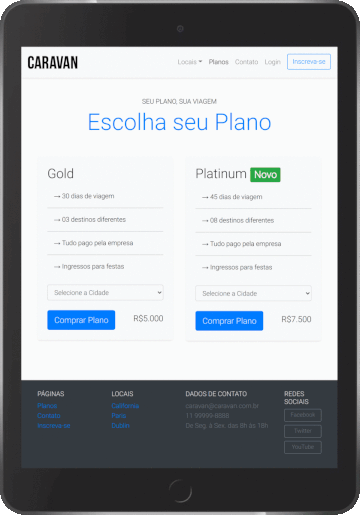 CARAVAN
Locais Planos Contato Login Inscreva-se
SEU PLANO, SUA VIAGEM
Escolha seu Plano
Gold
→ 30 dias de viagem
→ 03 destinos diferentes
→ Tudo pago pela empresa
→ Ingressos para festas
Selecione a Cidade
Comprar Plano R$5.000
Platinum Novo
→ 45 dias de viagem
→ 08 destinos diferentes
→ Tudo pago pela empresa
→ Ingressos para festas
Selecione a Cidade
Comprar Plano R$7.500
PÁGINAS
Planos
Contato
Inscreva-se
LOCAIS
Califórnia
Paris
Dublin
DADOS DE CONTATO
caravan@caravan.com.br
11 99999-8888
De Seg. à Sex. das 8h às 18h
REDES
SOCIAIS
Facebook
Twitter
YouTube